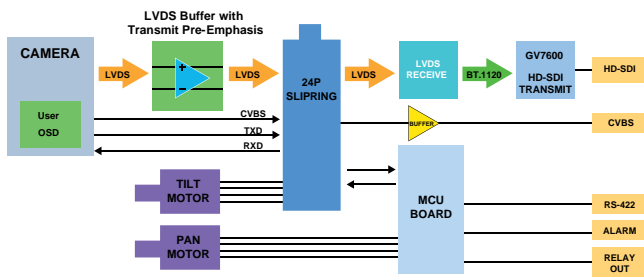 LVDS Buffer with
Transmit Pre-Emphasis
CAMERA
LVDS
LVDS
24P
SLIPRING
LVDS
LVDS
RECEIVE
BT.1120
GV7600
HD-SDI
TRANSMIT
HD-SDI
User
OSD
CVBS
TXD
RXD
BUFFER
CVBS
TILT
MOTOR
MCU
BOARD
RS-422
PAN
MOTOR
ALARM
RELAY
OUT